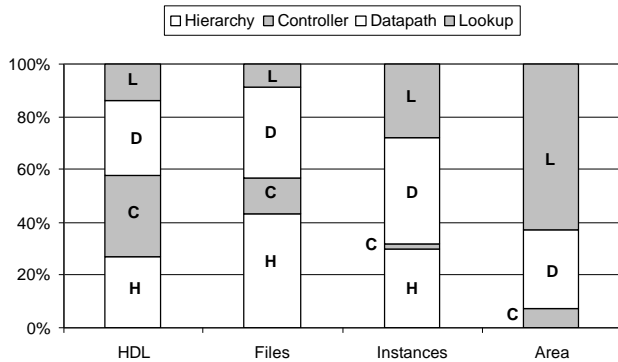 Hierarchy Controller Datapath Lookup
100%
80%
60%
40%
20%
0%
L
D
C
H
L
D
C
H
L
D
C
H
L
D
C
HDL Files Instances Area